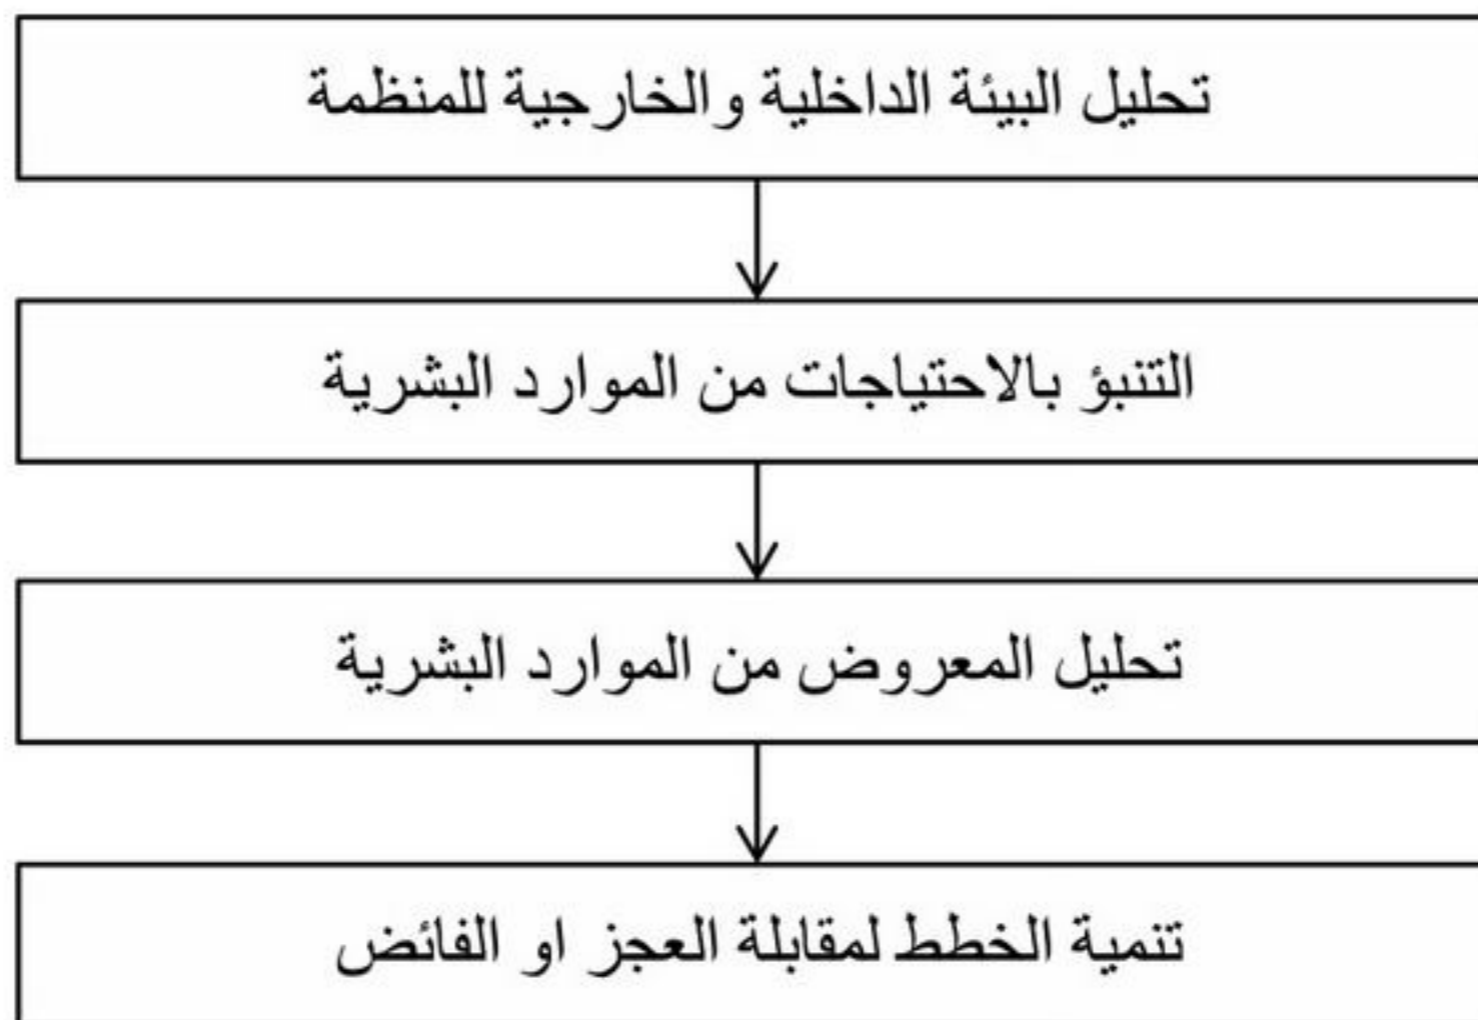 تحليل البيئة الداخلية والخارجية للمنظمة
التنبؤ بالاحتياجات من الموارد البشرية
تحليل المعروض من الموارد البشرية
تنمية الخطط لمقابلة العجز او الفائض